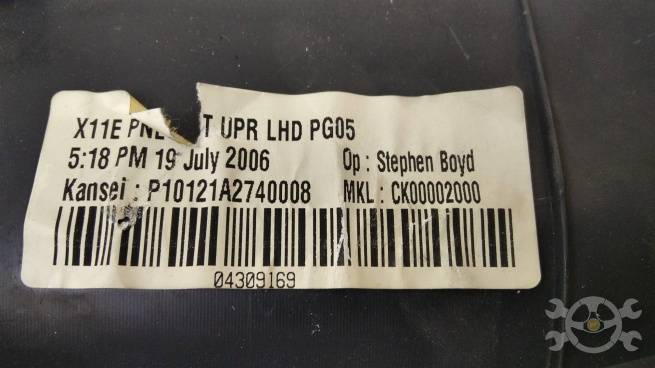 X11E UPR LHD PG05
5:18 PM 19 July 2006 Op : Stephen Boyd
Kansei : P10121A2740008 MKL : CK00002000
04309169